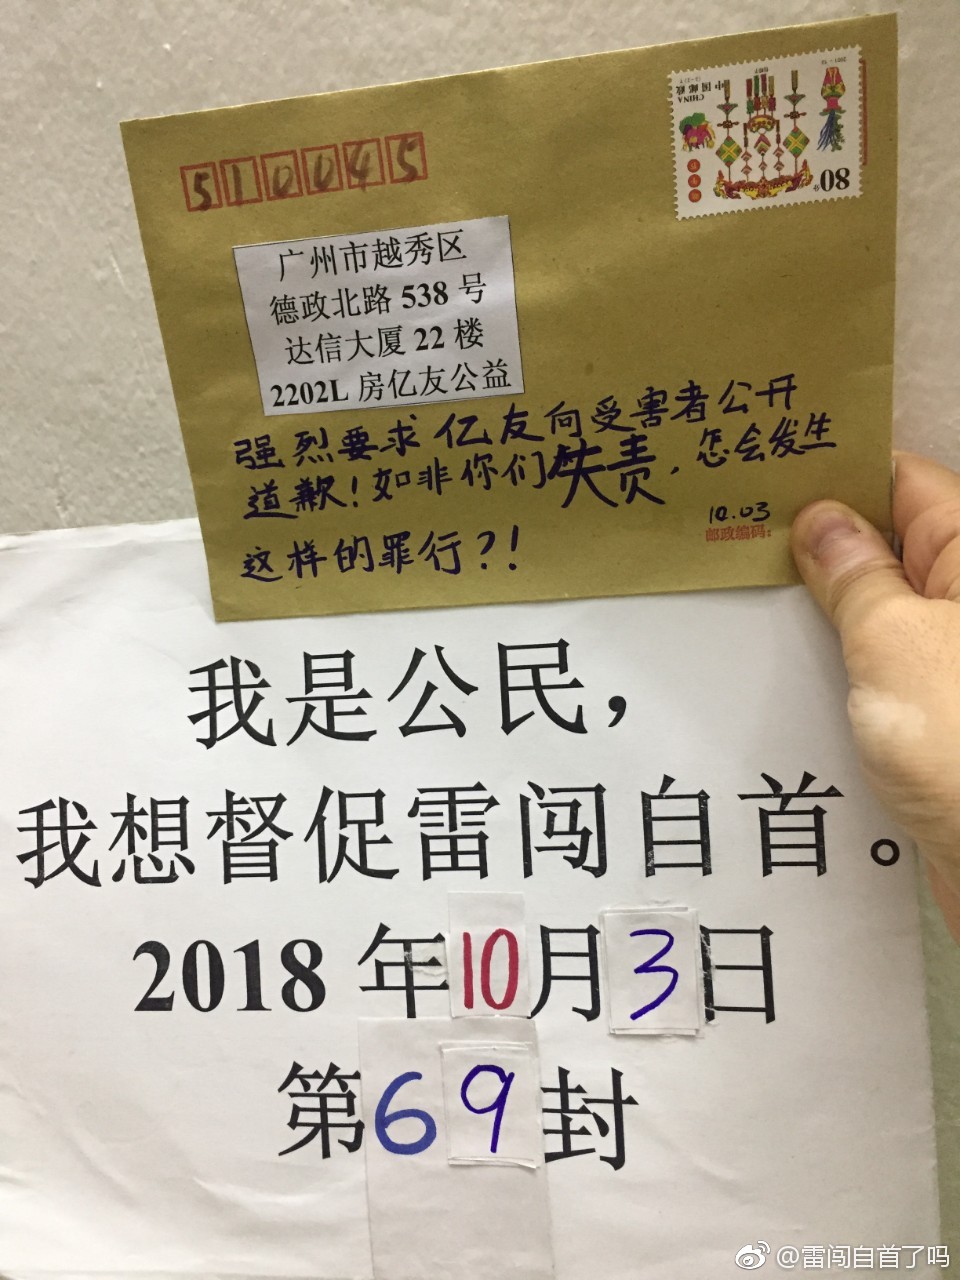 510045
中国邮政
CHINA
80分
广州市越秀区
德政北路 538 号
达信大厦 22 楼
2202L 房亿友公益
强烈要求亿友向受害者公开
道歉!如非你们失责,怎会发生
这样的罪行?!
10.03
邮政编码:
我是公民,
我想督促雷闯自首。
2018 年10月3日
第69封
@雷闯自首了吗